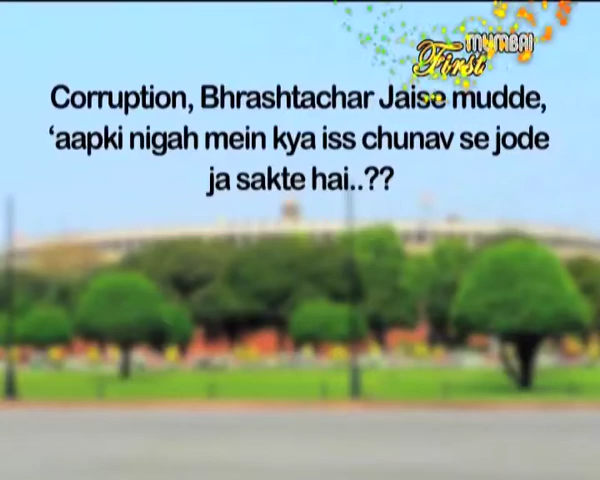 MUMBAI
First
Corruption, Bhrashtachar Jaise mudde,
‘aapki nigah mein kya iss chunav se jode
ja sakte hai..??